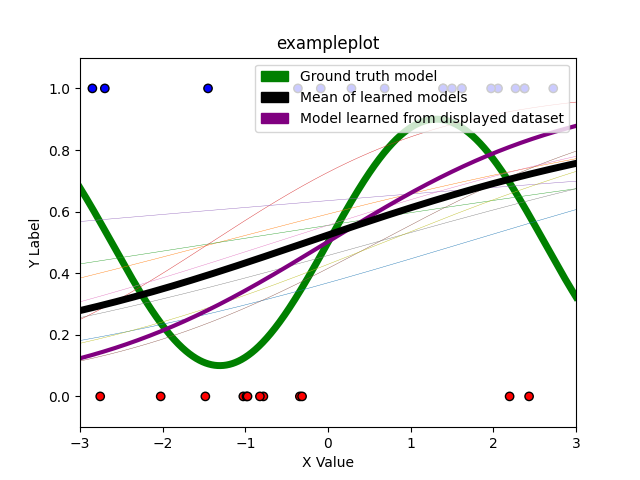 exampleplot
Ground truth model
Mean of learned models
Model learned from displayed dataset
Y Label
1.0
0.8
0.6
0.4
0.2
0.0
−3 −2 −1 0 1 2 3
X Value